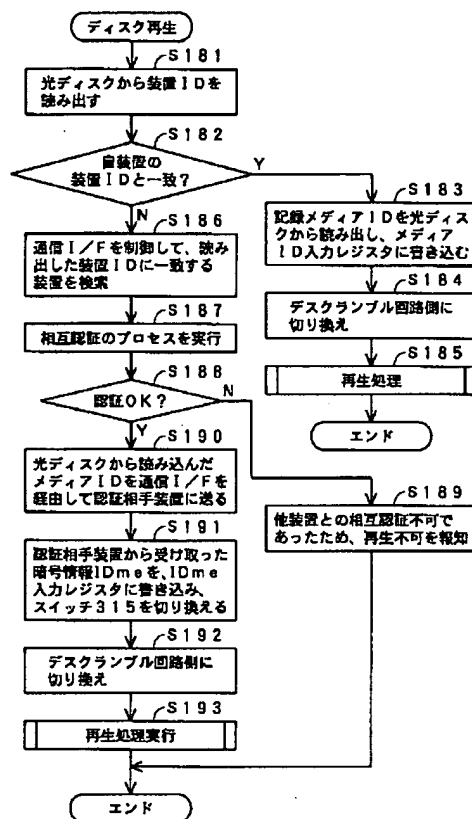 ディスク再生
S181
光ディスクから装置IDを
読み出す
S182
自装置の
装置IDと一致?
Y
N
S183
記録メディアIDを光ディ
スクから読み出し、メディア
ID入力レジスタに書き込む
S184
デスクランブル回路側に
切り換え
S185
再生処理
エンド
S186
通信I/Fを制御して、読み
出した装置IDに一致する
装置を検索
S187
相互認証のプロセスを実行
S188
認証OK?
N
Y
S189
他装置との相互認証不可で
あったため、再生不可を報知
S190
光ディスクから読み込んだ
メディアIDを通信I/Fを
経由して認証相手装置に送る
S191
認証相手装置から受け取った
暗号情報IDmeを、IDme
入力レジスタに書き込み、
スイッチ315を切り換える
S192
デスクランブル回路側に
切り換え
S193
再生処理実行
エンド